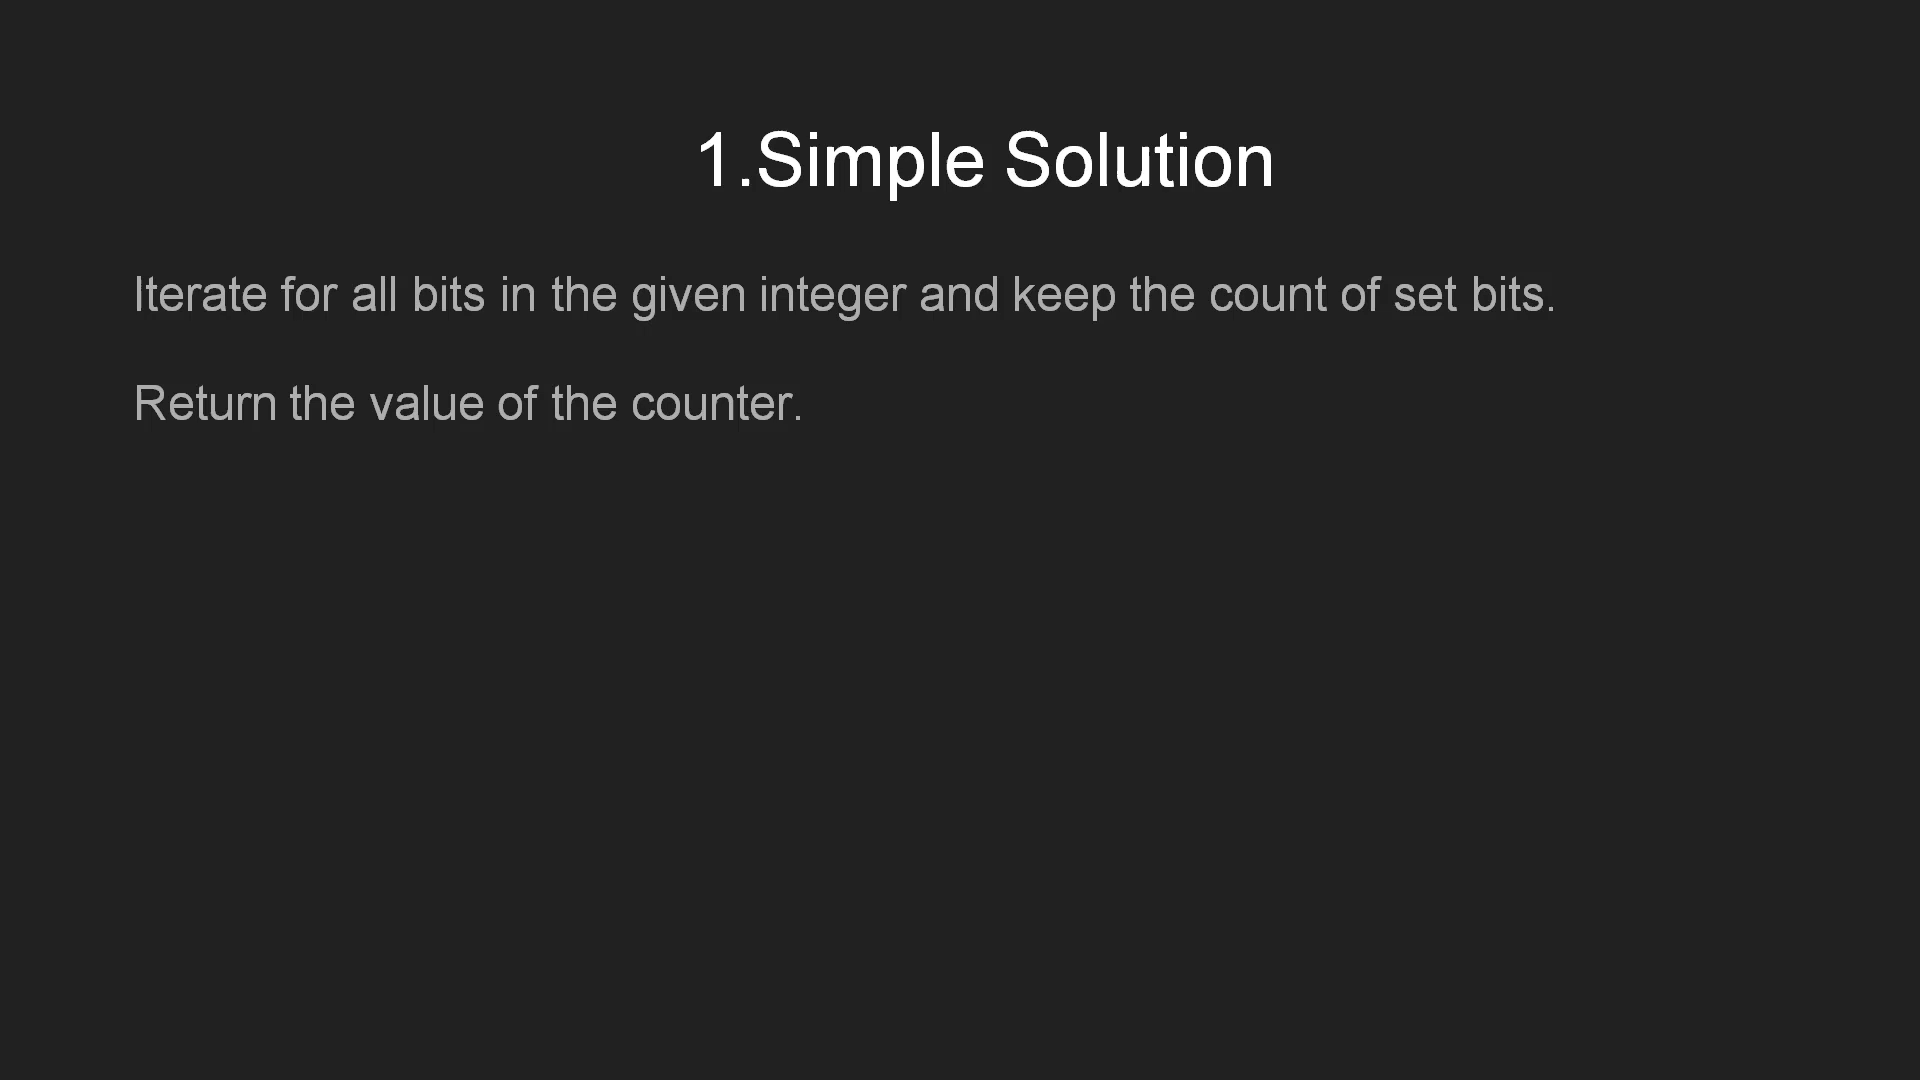 1.Simple Solution
Iterate for all bits in the given integer and keep the count of set bits.
Return the value of the counter.